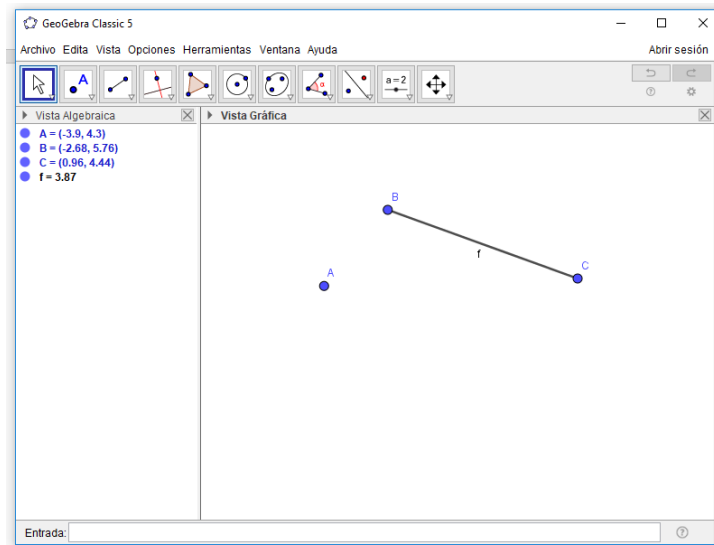 GeoGebra Classic 5
Archivo Edita Vista Opciones Herramientas Ventana Ayuda Abrir sesión
A
α
a = 2
Vista Algebraica
Vista Gráfica
A = (-3.9, 4.3)
B = (-2.68, 5.76)
C = (0.96, 4.44)
f = 3.87
B
f
C
A
Entrada: